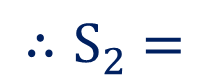 ∴ S₂ =